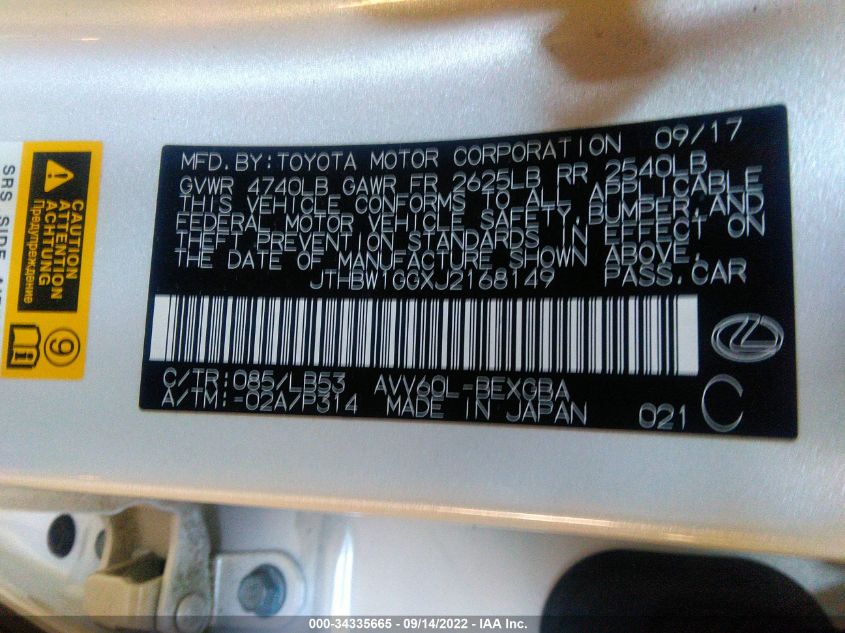 MFD. BY: TOYOTA MOTOR CORPORATION 09/17
GVWR 4740LB GAWR FR 2625LB RR 2540LB
THIS VEHICLE CONFORMS TO ALL APPLICABLE
FEDERAL MOTOR VEHICLE SAFETY, BUMPER, AND
THEFT PREVENTION STANDARDS IN EFFECT ON
THE DATE OF MANUFACTURE SHOWN ABOVE.
JTHBW1GGXJ2168149 PASS. CAR
C/TR: 085/LB53 AVV60L-BEXGBA
A/TM: -02A/P314 MADE IN JAPAN 021 C
CAUTION
ATTENTION
ACHTUNG
Предупреждение
9
SRS SIDE
000-34335665 - 09/14/2022 - IAA Inc.